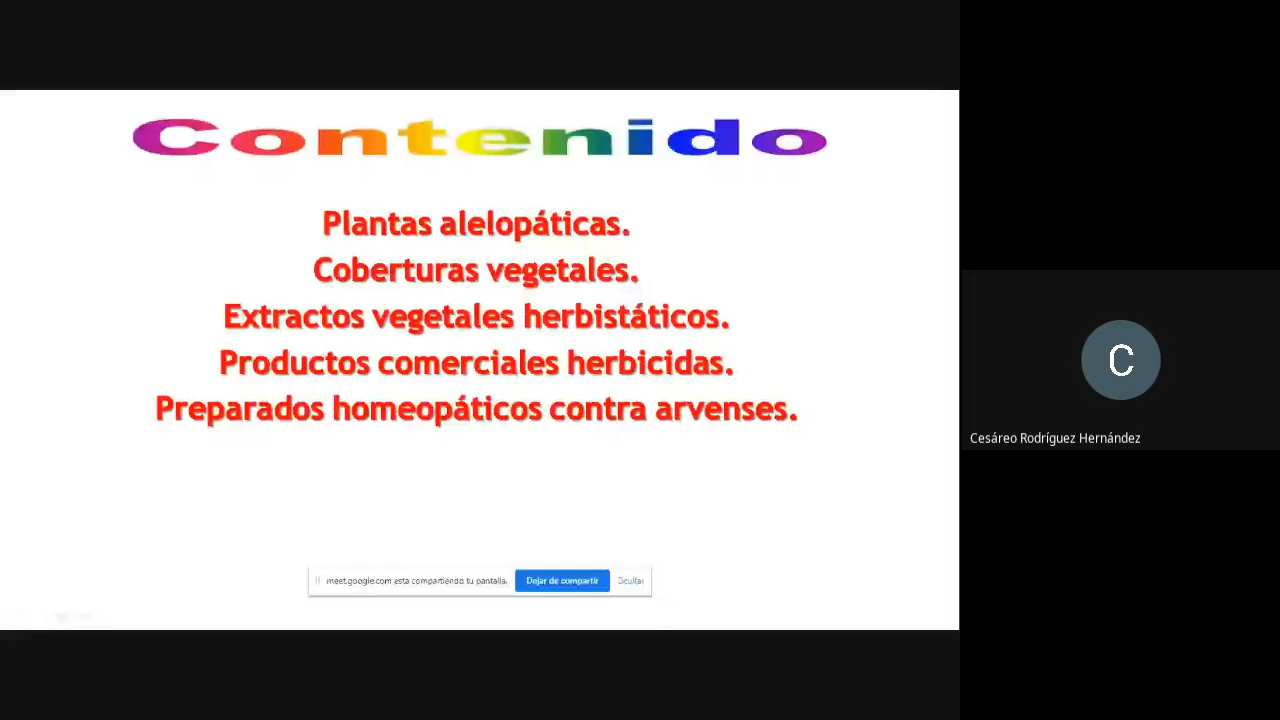 Contenido
Plantas alelopáticas.
Coberturas vegetales.
Extractos vegetales herbistáticos.
Productos comerciales herbicidas.
Preparados homeopáticos contra arvenses.
meet.google.com esta compartiendo tu pantalla. Dejar de compartir Ocultar
C
Cesáreo Rodríguez Hernández